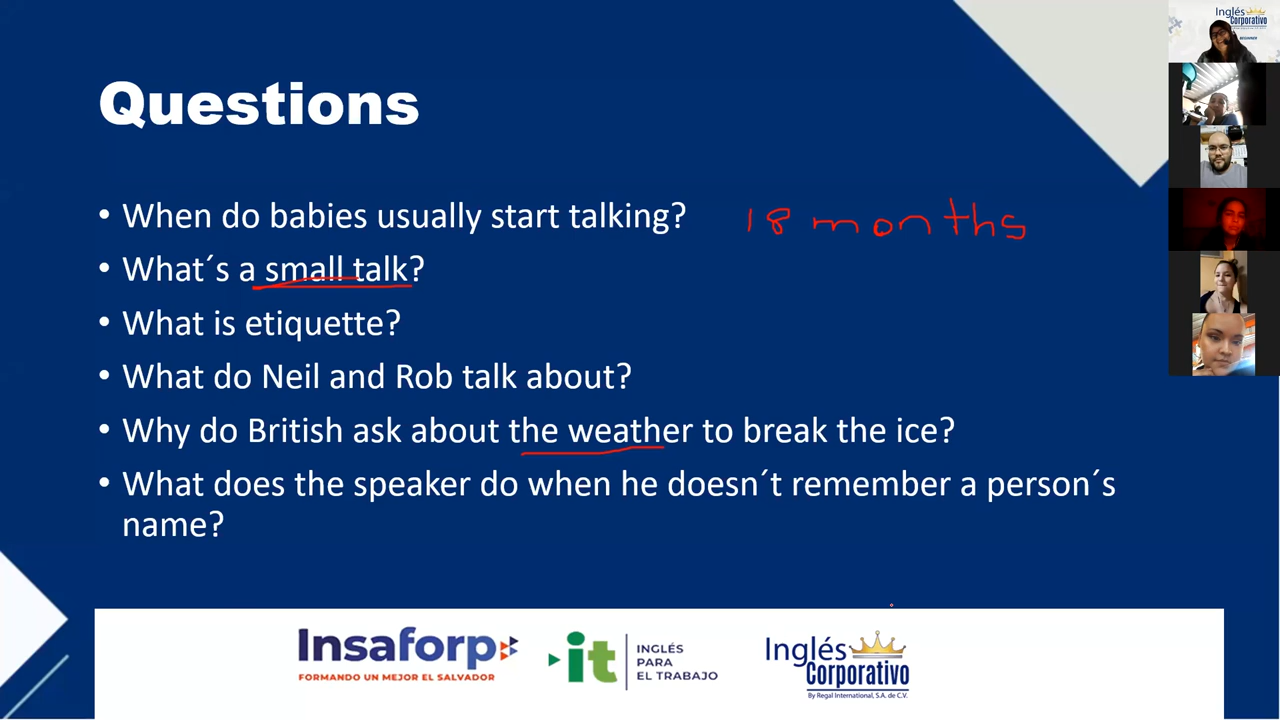 Questions
• When do babies usually start talking? 18 months
• What´s a small talk?
• What is etiquette?
• What do Neil and Rob talk about?
• Why do British ask about the weather to break the ice?
• What does the speaker do when he doesn´t remember a person´s
name?
Insaforp
FORMANDO UN MEJOR EL SALVADOR
it
INGLÉS
PARA
EL TRABAJO
Inglés
Corporativo
By Regal International, S.A. de C.V.
Inglés
Corporativo
BEGINNER